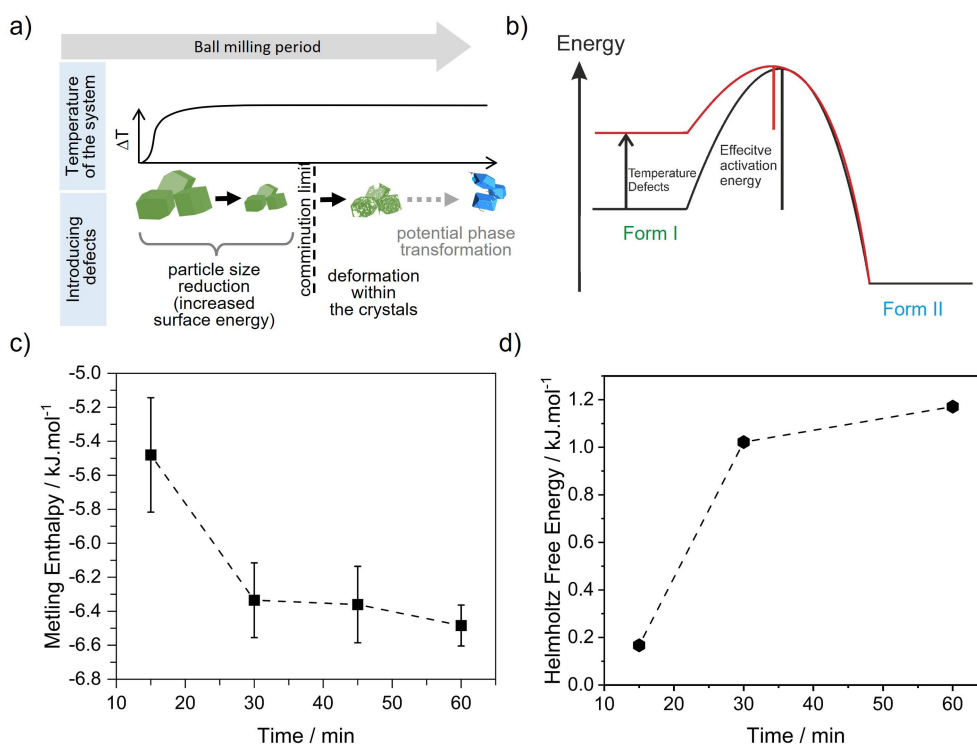 a)
Ball milling period
Temperature
of the system
ΔT
Introducing
defects
comminution limit
particle size
reduction
(increased
surface energy)
deformation
within
the crystals
potential phase
transformation
b)
Energy
Temperature
Defects
Effecitve
activation
energy
Form I
Form II
c)
Metling Enthalpy / kJ.mol⁻¹
-5.0
-5.2
-5.4
-5.6
-5.8
-6.0
-6.2
-6.4
-6.6
-6.8
10 20 30 40 50 60
Time / min
d)
Helmholtz Free Energy / kJ.mol⁻¹
1.2
1.0
0.8
0.6
0.4
0.2
0.0
10 20 30 40 50 60
Time / min